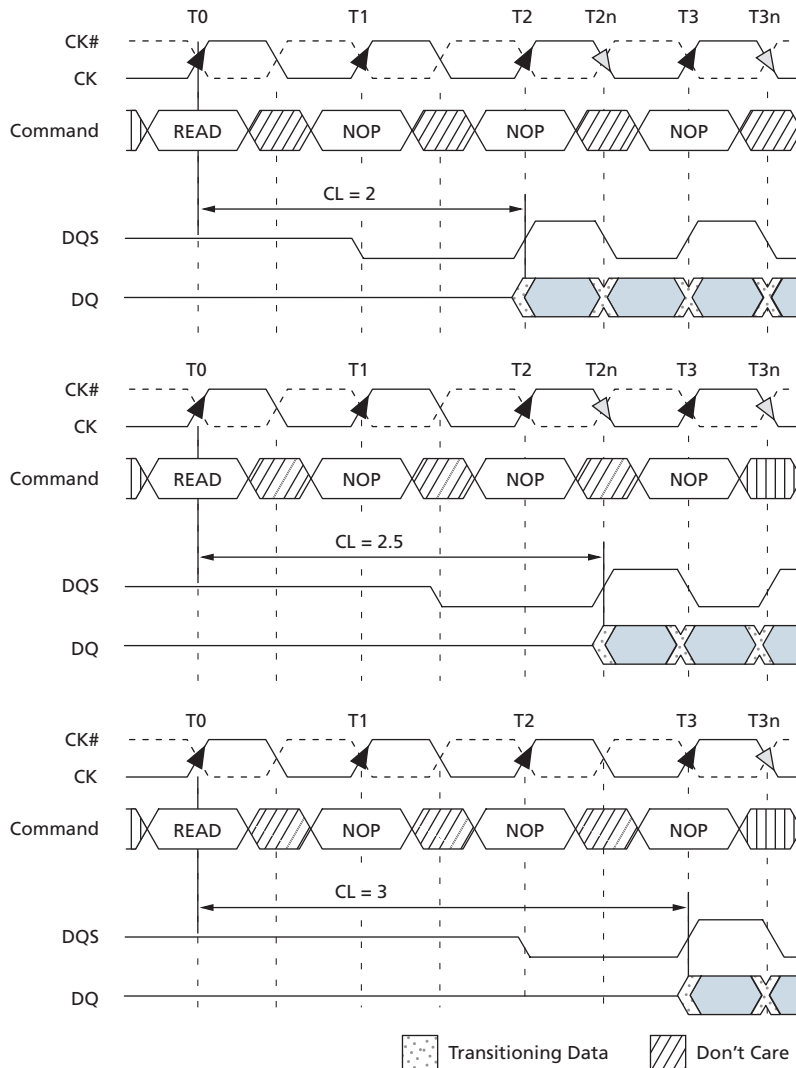 T0 T1 T2 T2n T3 T3n
CK#
CK
Command READ NOP NOP NOP
CL = 2
DQS
DQ
T0 T1 T2 T2n T3 T3n
CK#
CK
Command READ NOP NOP NOP
CL = 2.5
DQS
DQ
T0 T1 T2 T3 T3n
CK#
CK
Command READ NOP NOP NOP
CL = 3
DQS
DQ
Transitioning Data Don’t Care